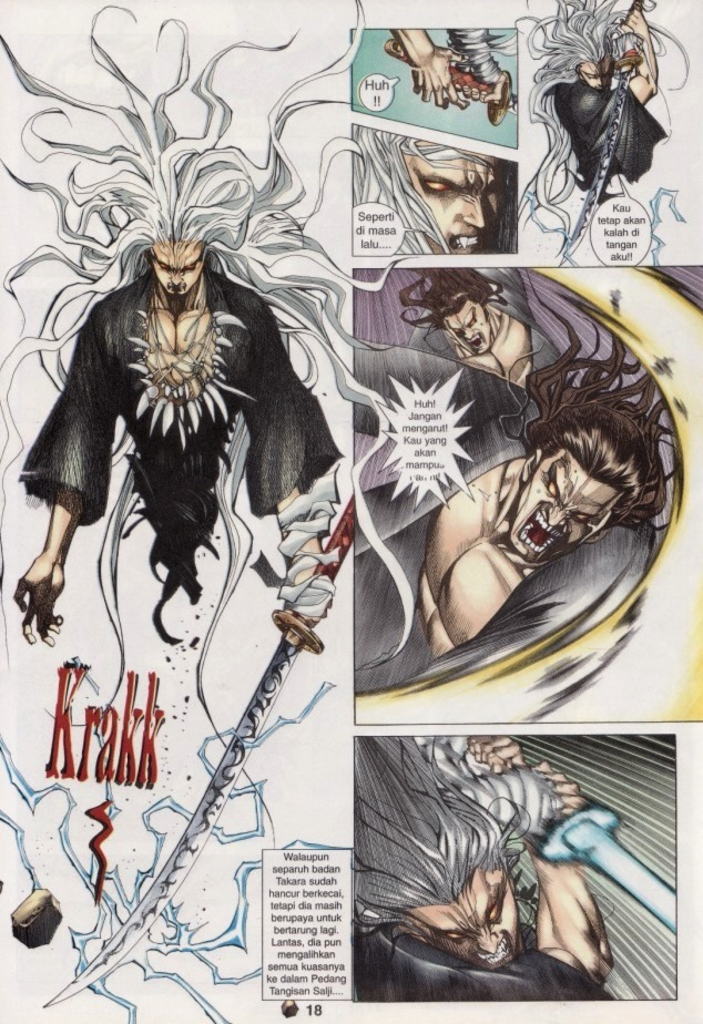 Huh
!!
Seperti
di masa
lalu....
Kau
tetap akan
kalah di
tangan
aku!!
Huh!
Jangan
mengarut!
Kau yang
akan
mampus
Krakk
Walaupun
separuh badan
Takara sudah
hancur berkecai,
tetapi dia masih
berupaya untuk
bertarung lagi.
Lantas, dia pun
mengalihkan
semua kuasanya
ke dalam Pedang
Tangisan Salji....
18